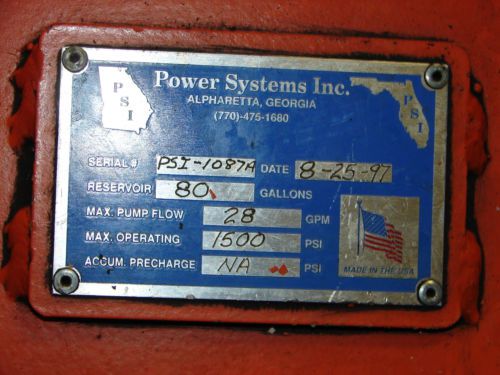 PSI
Power Systems Inc.
PSI
ALPHARETTA, GEORGIA
(770)-475-1680
SERIAL # PSI-1087A DATE 8-25-97
RESERVOIR 80 GALLONS
MAX. PUMP FLOW 28 GPM
MAX. OPERATING 1500 PSI
ACCUM. PRECHARGE NA PSI
MADE IN THE USA